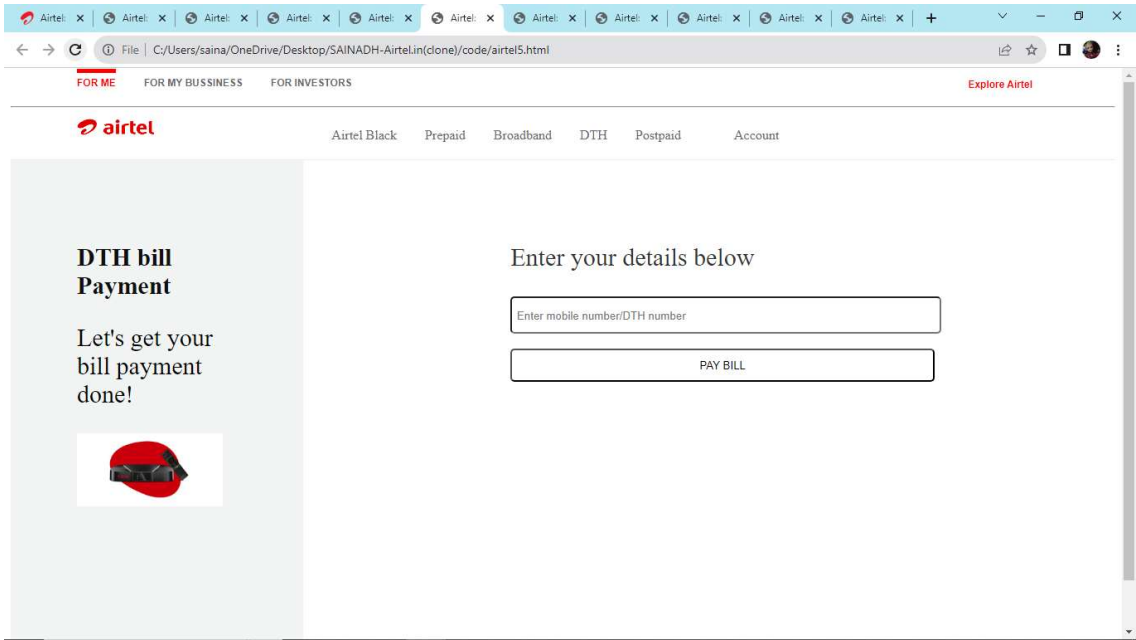 Airtel: Airtel: Airtel: Airtel: Airtel: Airtel: Airtel: Airtel: Airtel: Airtel: Airtel:
File C:/Users/saina/OneDrive/Desktop/SAINADH-Airtel.in(clone)/code/airtel5.html
FOR ME FOR MY BUSSINESS FOR INVESTORS Explore Airtel
airtel Airtel Black Prepaid Broadband DTH Postpaid Account
DTH bill
Payment
Let's get your
bill payment
done!
Enter your details below
Enter mobile number/DTH number
PAY BILL